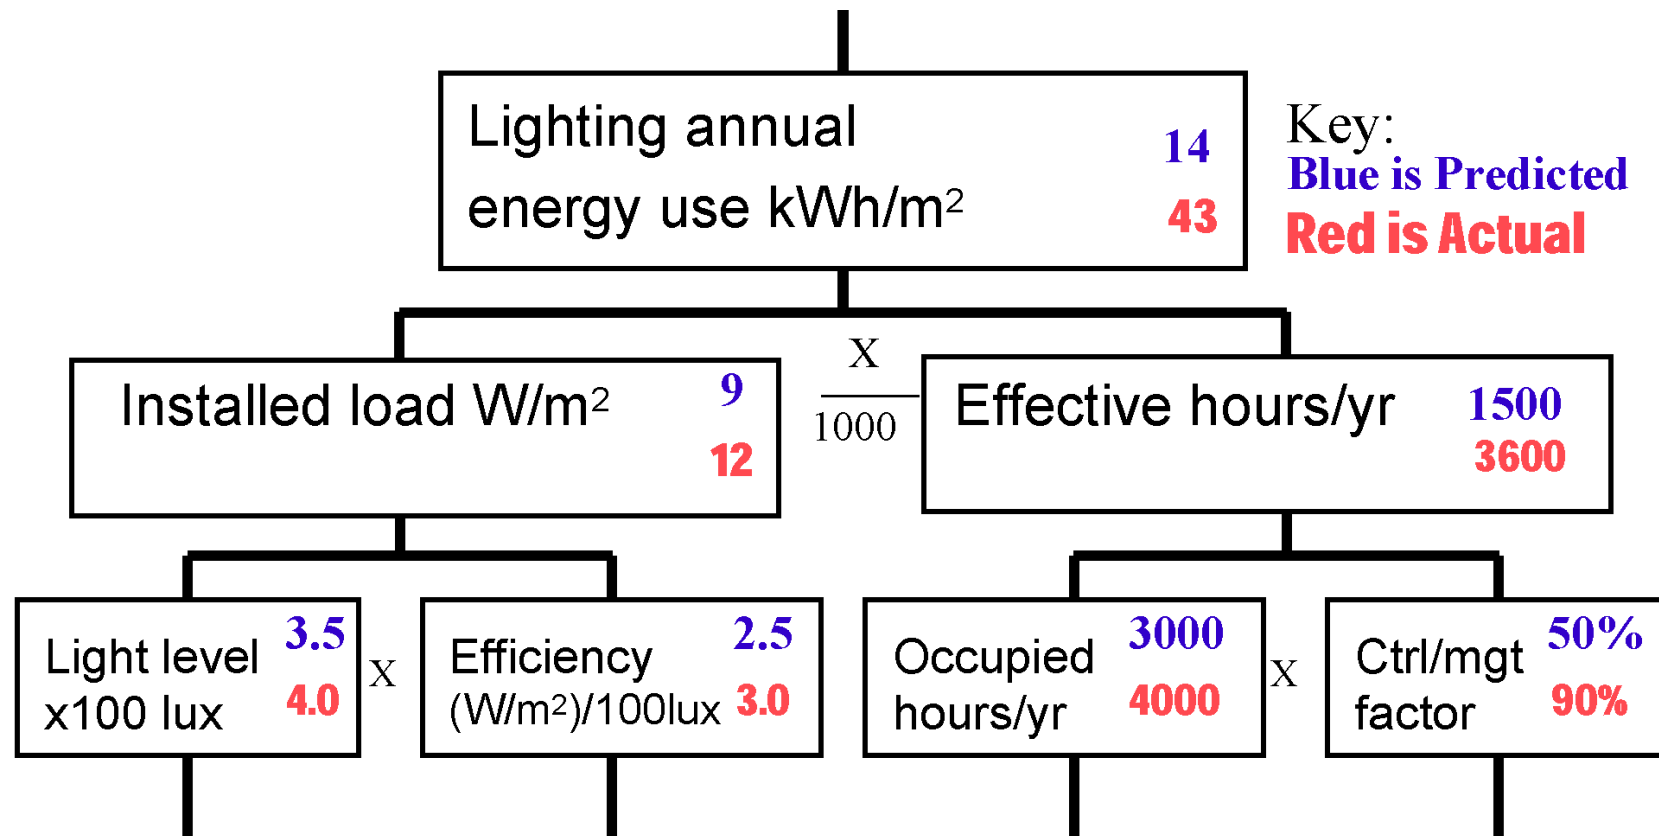 Lighting annual
energy use kWh/m²
14
43
Key:
Blue is Predicted
Red is Actual
Installed load W/m²
9
12
X
1000
Effective hours/yr
1500
3600
Light level
x100 lux
3.5
4.0
X
Efficiency
(W/m²)/100lux
2.5
3.0
Occupied
hours/yr
3000
4000
X
Ctrl/mgt
factor
50%
90%